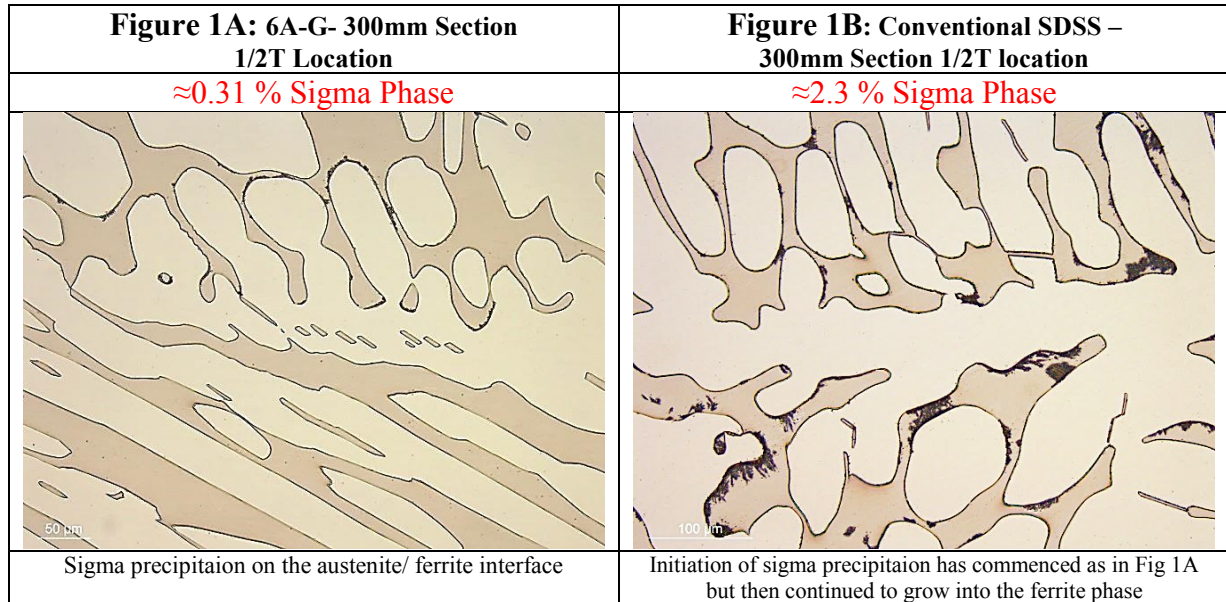 Figure 1A: 6A-G- 300mm Section
1/2T Location
Figure 1B: Conventional SDSS –
300mm Section 1/2T location
≈0.31 % Sigma Phase
≈2.3 % Sigma Phase
50 µm
100 µm
Sigma precipitaion on the austenite/ ferrite interface
Initiation of sigma precipitaion has commenced as in Fig 1A
but then continued to grow into the ferrite phase